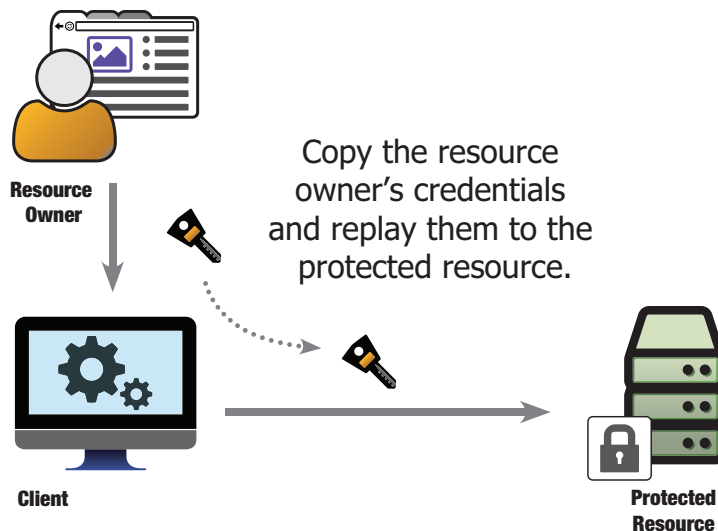 Resource
Owner
Copy the resource
owner's credentials
and replay them to the
protected resource.
Client
Protected
Resource